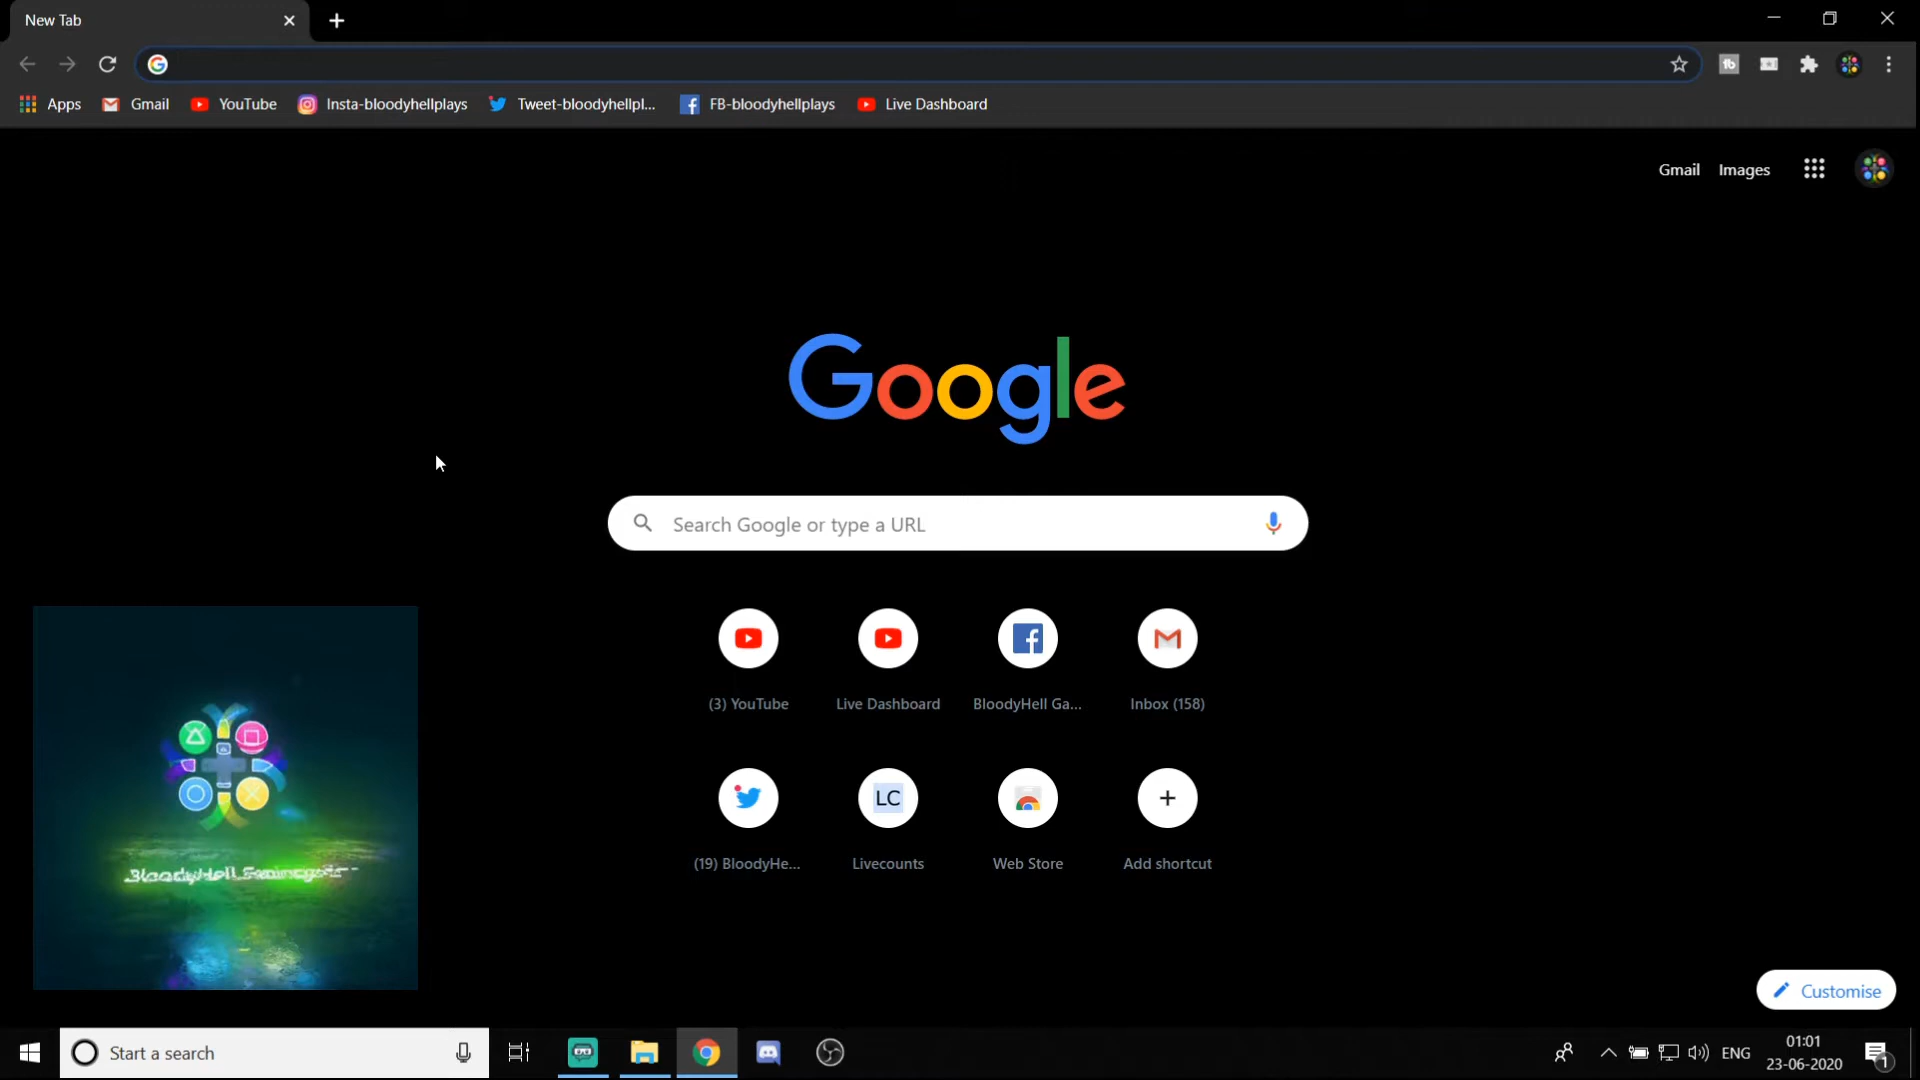 New Tab
Apps Gmail YouTube Insta-bloodyhellplays Tweet-bloodyhellpl... FB-bloodyhellplays Live Dashboard
Gmail Images
Google
Search Google or type a URL
(3) YouTube Live Dashboard BloodyHell Ga... Inbox (158)
LC
(19) BloodyHe... Livecounts Web Store Add shortcut
BloodyHell
Customise
Start a search
ENG
01:01
23-06-2020
1